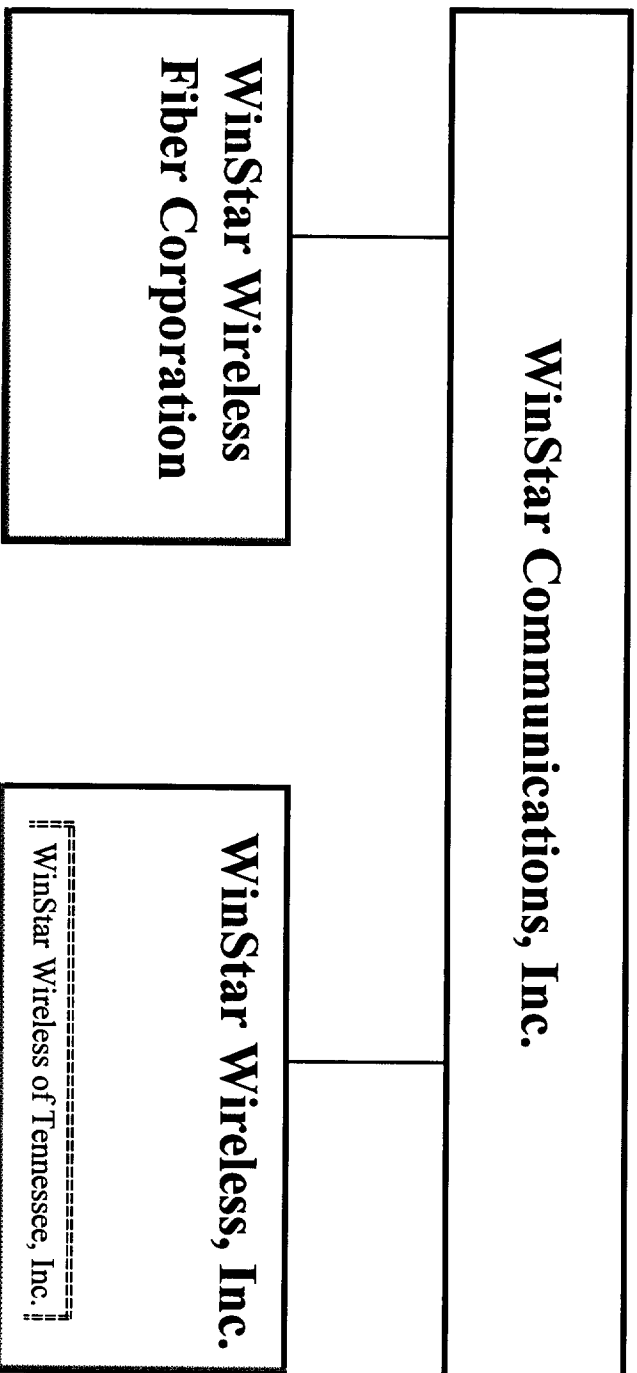 WinStar Communications, Inc.
WinStar Wireless
Fiber Corporation
WinStar Wireless, Inc.
WinStar Wireless of Tennessee, Inc.